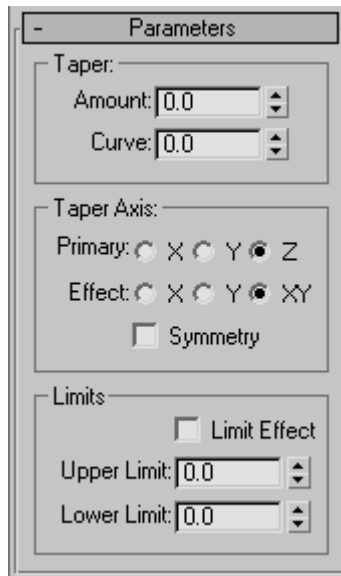 - Parameters
Taper:
Amount: 0.0
Curve: 0.0
Taper Axis:
Primary: X Y Z
Effect: X Y XY
Symmetry
Limits
Limit Effect
Upper Limit: 0.0
Lower Limit: 0.0